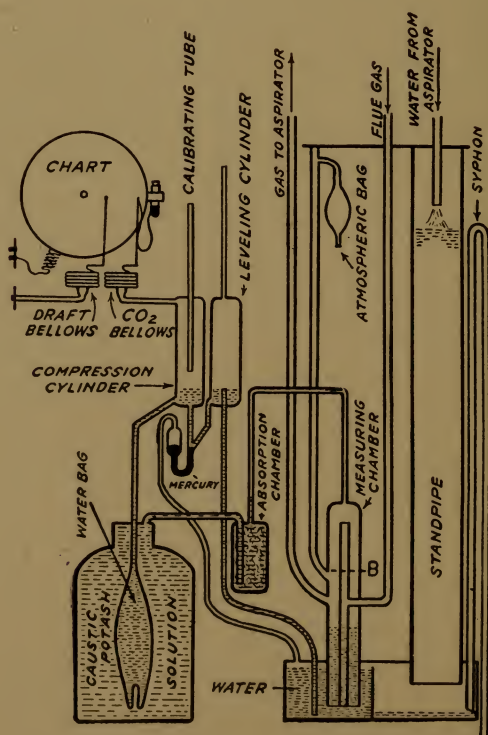 CHART
CALIBRATING TUBE
LEVELING CYLINDER
DRAFT
BELLOWS
CO2
BELLOWS
COMPRESSION
CYLINDER
MERCURY
WATER BAG
CAUSTIC
POTASH
SOLUTION
ABSORPTION
CHAMBER
WATER
GAS TO ASPIRATOR
ATMOSPHERIC BAG
FLUE GAS
WATER FROM
ASPIRATOR
MEASURING
CHAMBER
B
STANDPIPE
SYPHON